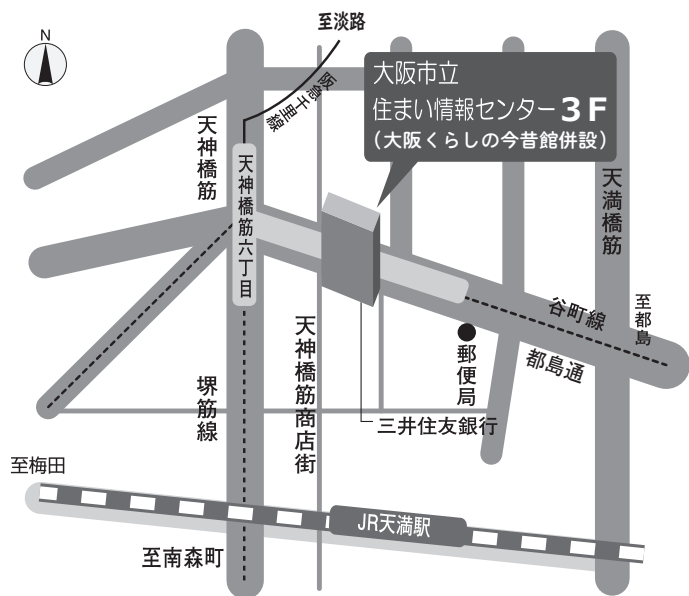 至淡路
N
阪急千里線
大阪市立
住まい情報センター3F
（大阪くらしの今昔館併設）
天神橋筋
天神橋筋六丁目
天満橋筋
谷町線
至都島
都島通
郵便局
天神橋筋商店街
堺筋線
三井住友銀行
至梅田
JR天満駅
至南森町